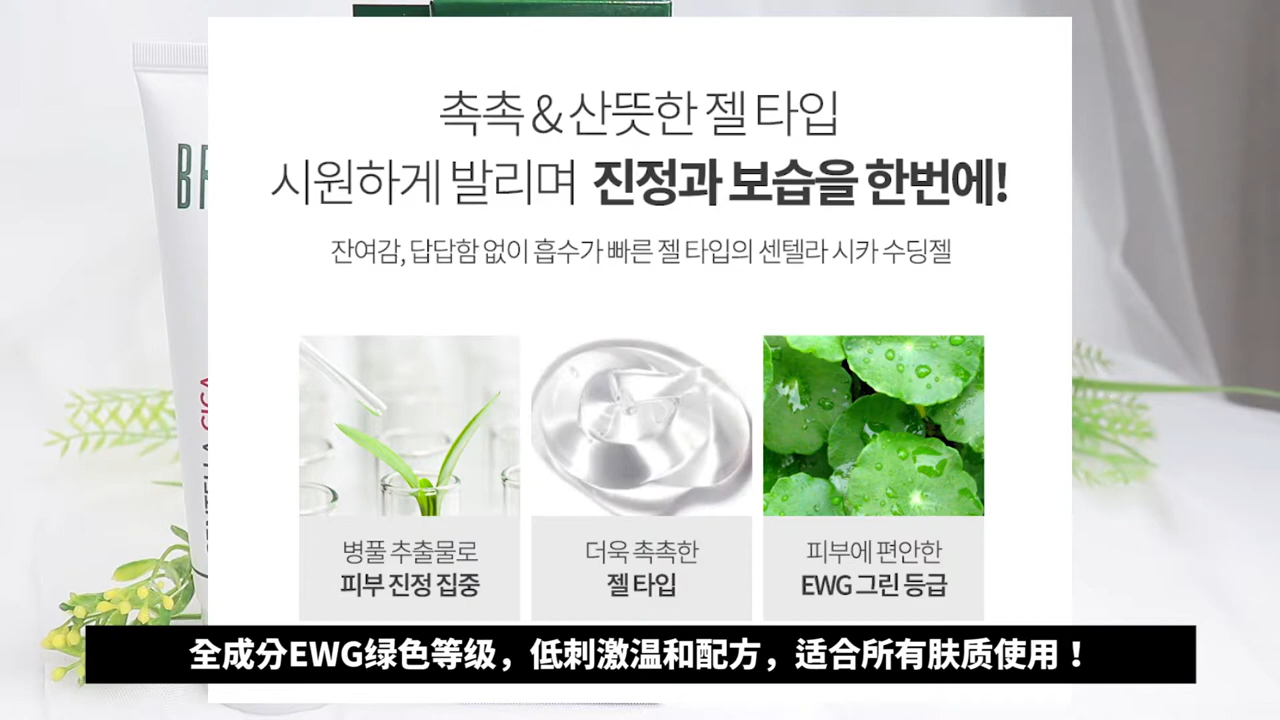 촉촉 & 산뜻한 젤 타입
시원하게 발리며 진정과 보습을 한번에!
잔여감, 답답함 없이 흡수가 빠른 젤 타입의 센텔라 시카 수딩젤
병풀 추출물로
피부 진정 집중
더욱 촉촉한
젤 타입
피부에 편안한
EWG 그린 등급
CICA
全成分EWG绿色等级，低刺激温和配方，适合所有肤质使用！